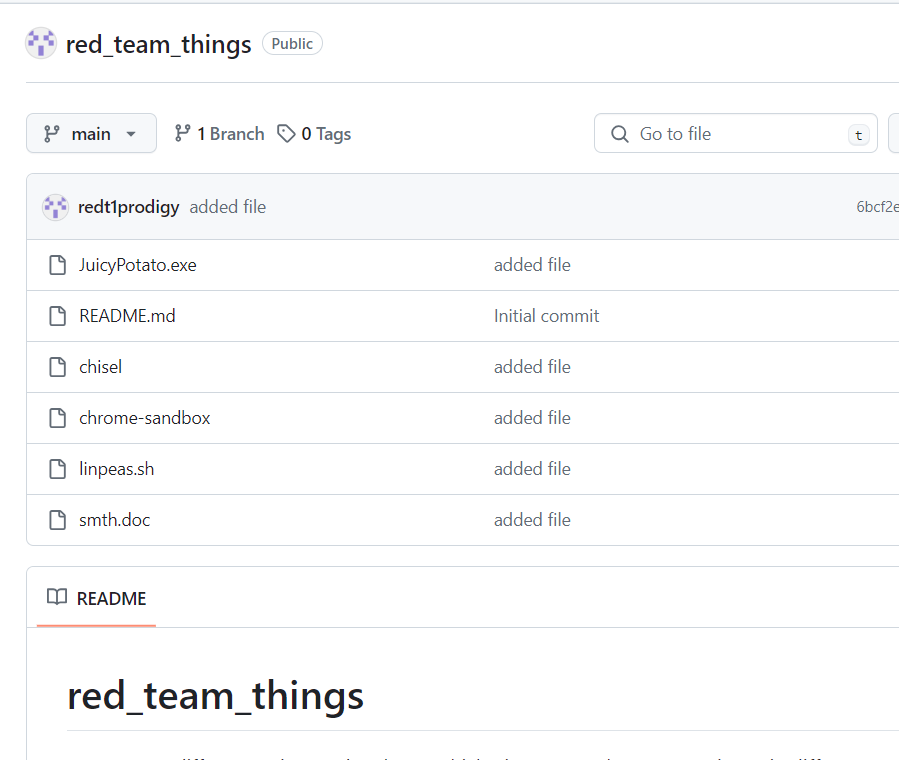 red_team_things Public
main 1 Branch 0 Tags Go to file t
redt1prodigy added file 6bcf2e
JuicyPotato.exe added file
README.md Initial commit
chisel added file
chrome-sandbox added file
linpeas.sh added file
smth.doc added file
README
red_team_things